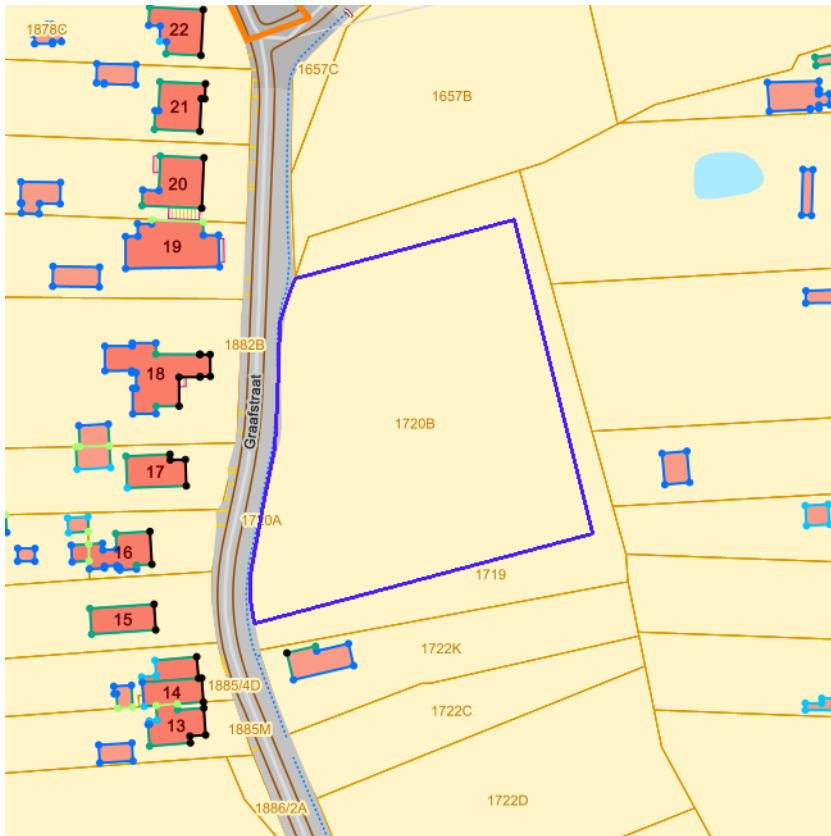 1878C
22
1657C
21
1657B
20
19
1882B
18
Graafstraat
1720B
17
1720A
16
1719
15
1722K
1885/4D
14
1722C
13
1885M
1722D
1886/2A